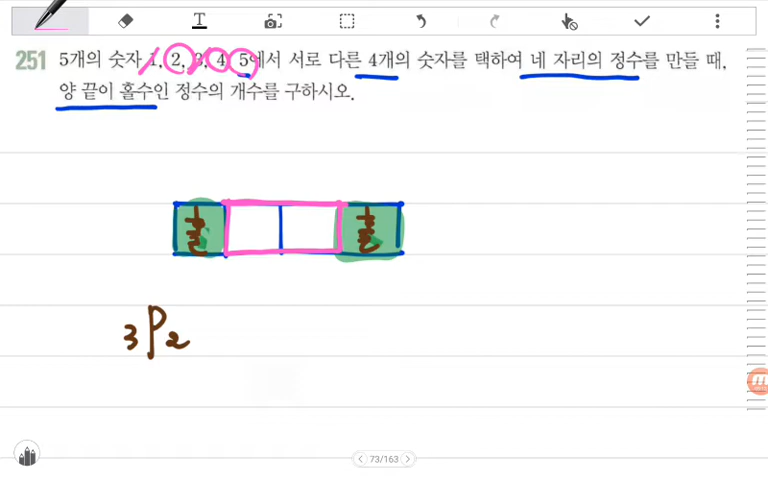 251 5개의 숫자 1, 2, 3, 4, 5에서 서로 다른 4개의 숫자를 택하여 네 자리의 정수를 만들 때,
양 끝이 홀수인 정수의 개수를 구하시오.
홀 홀
3P2
73/163